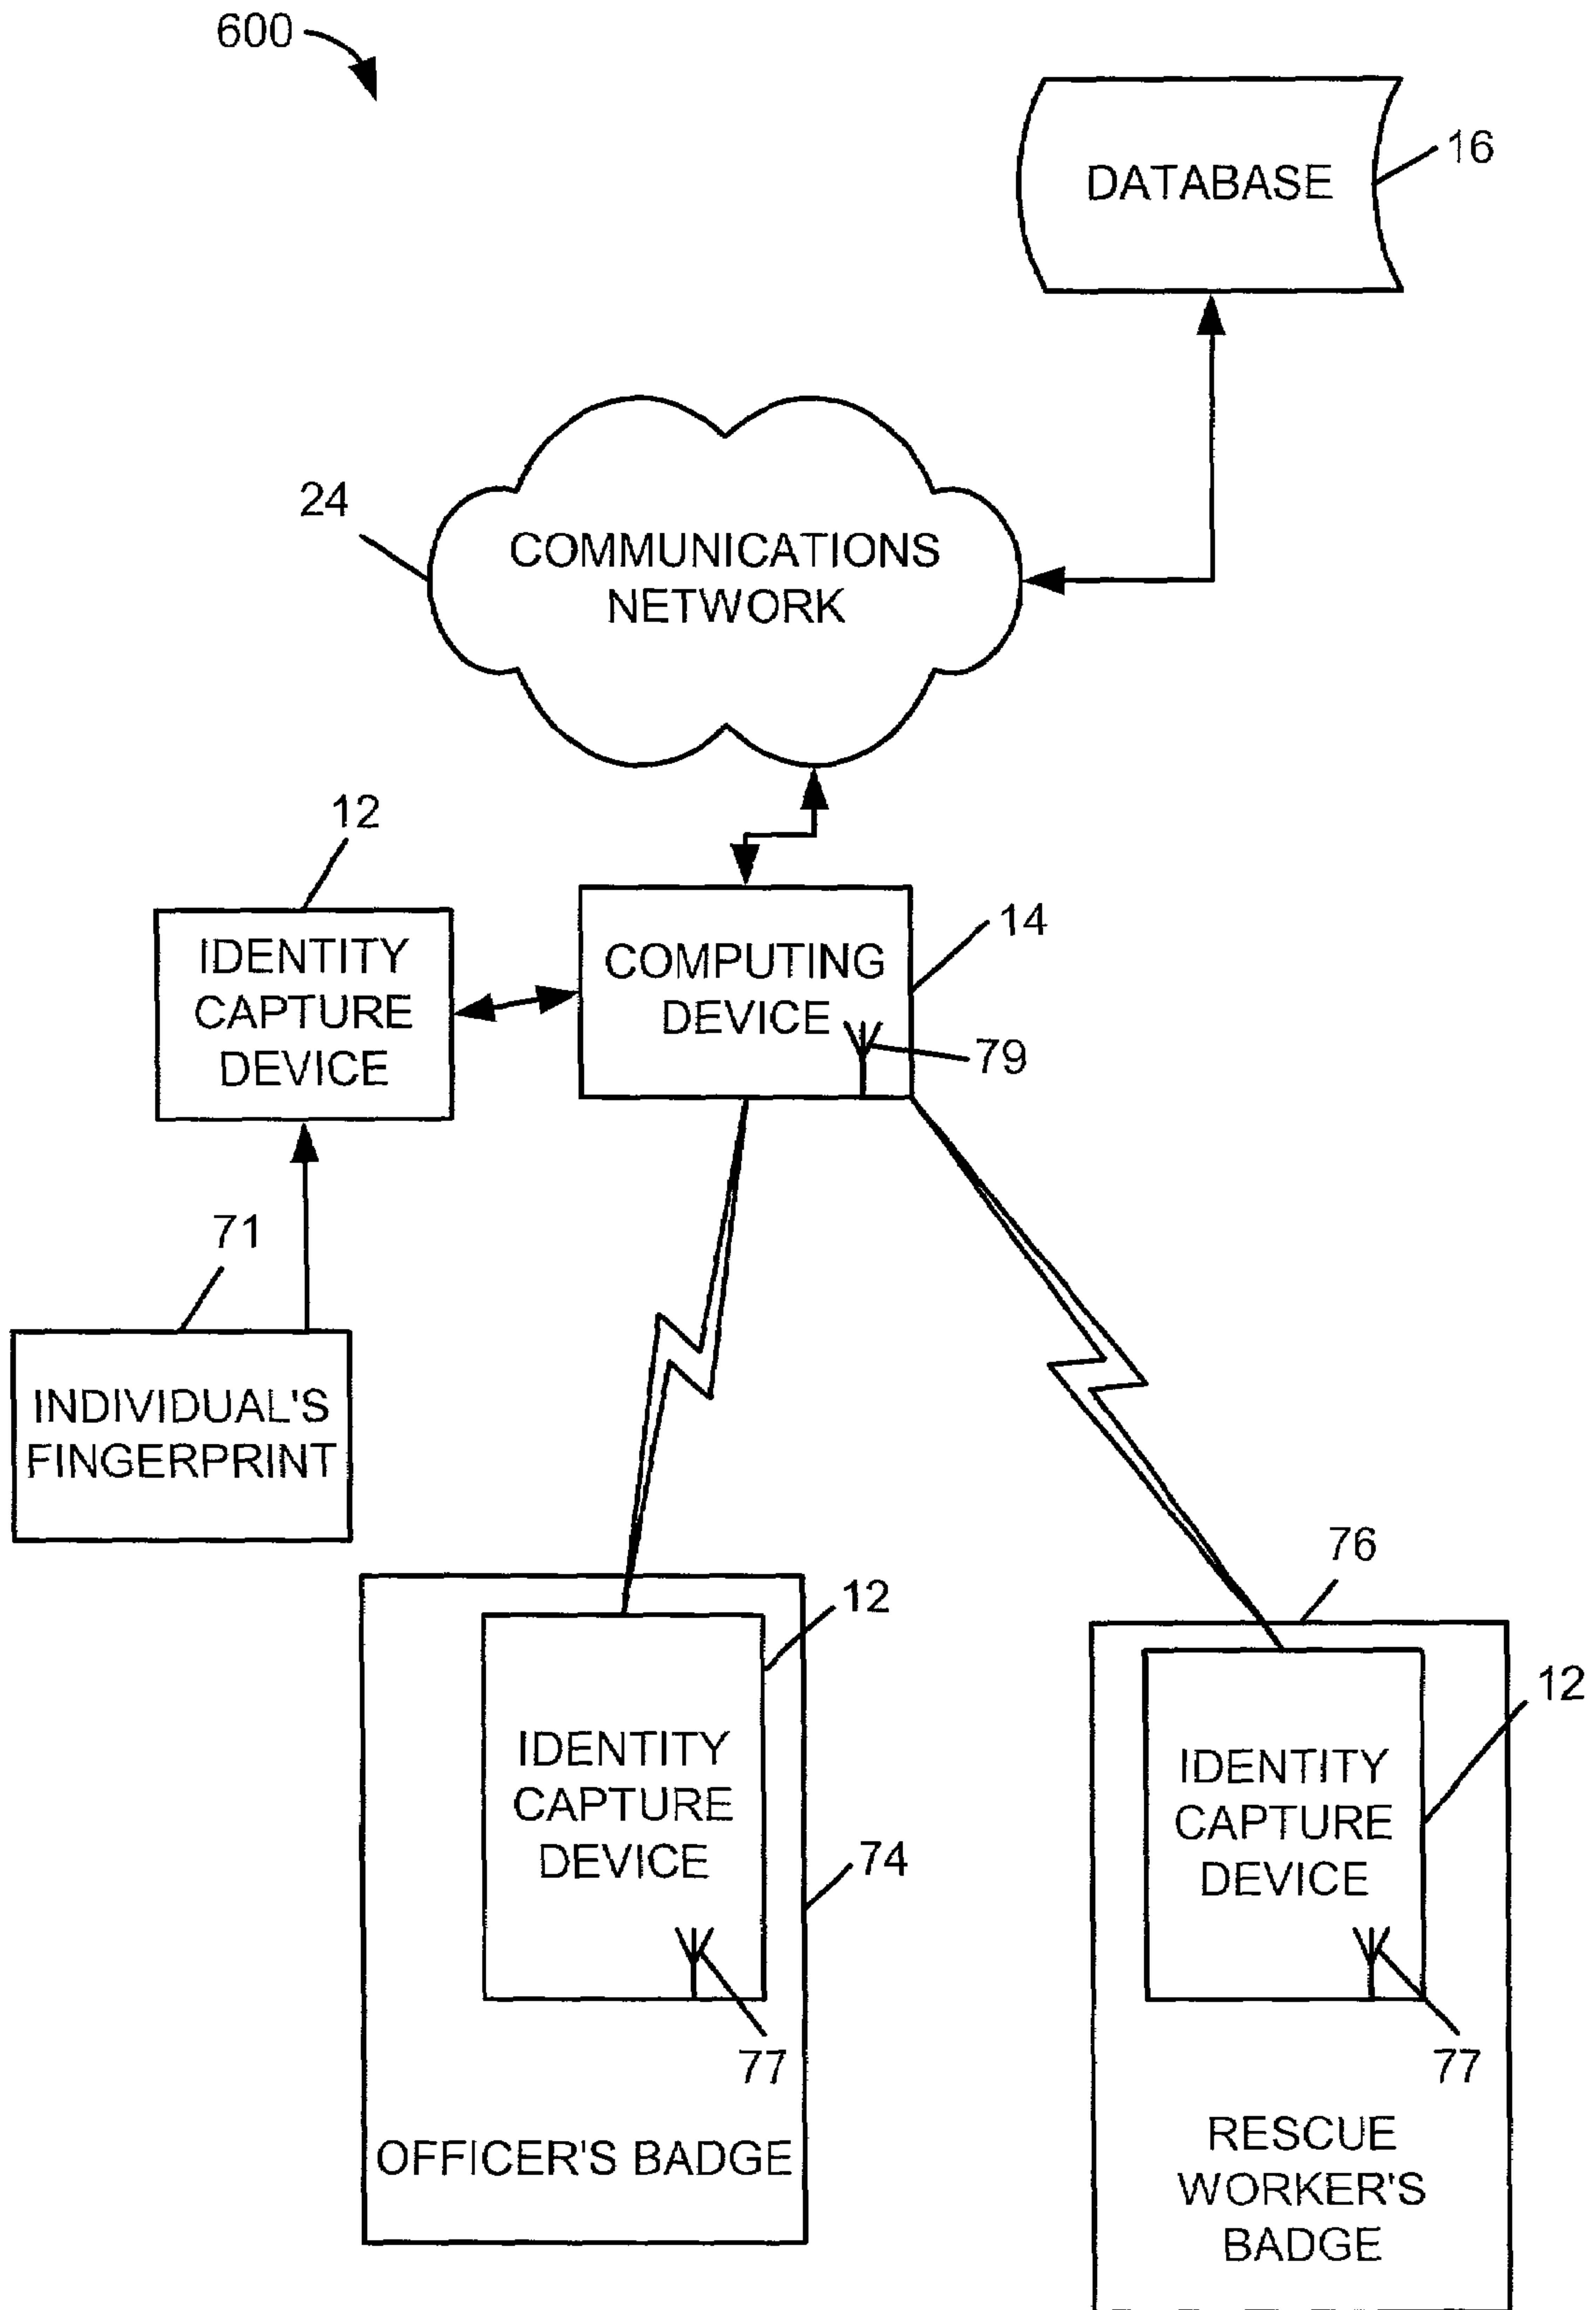 600
DATABASE
16
24
COMMUNICATIONS
NETWORK
12
IDENTITY
CAPTURE
DEVICE
COMPUTING
DEVICE
14
79
71
INDIVIDUAL'S
FINGERPRINT
12
IDENTITY
CAPTURE
DEVICE
74
77
OFFICER'S BADGE
76
12
IDENTITY
CAPTURE
DEVICE
77
RESCUE
WORKER'S
BADGE